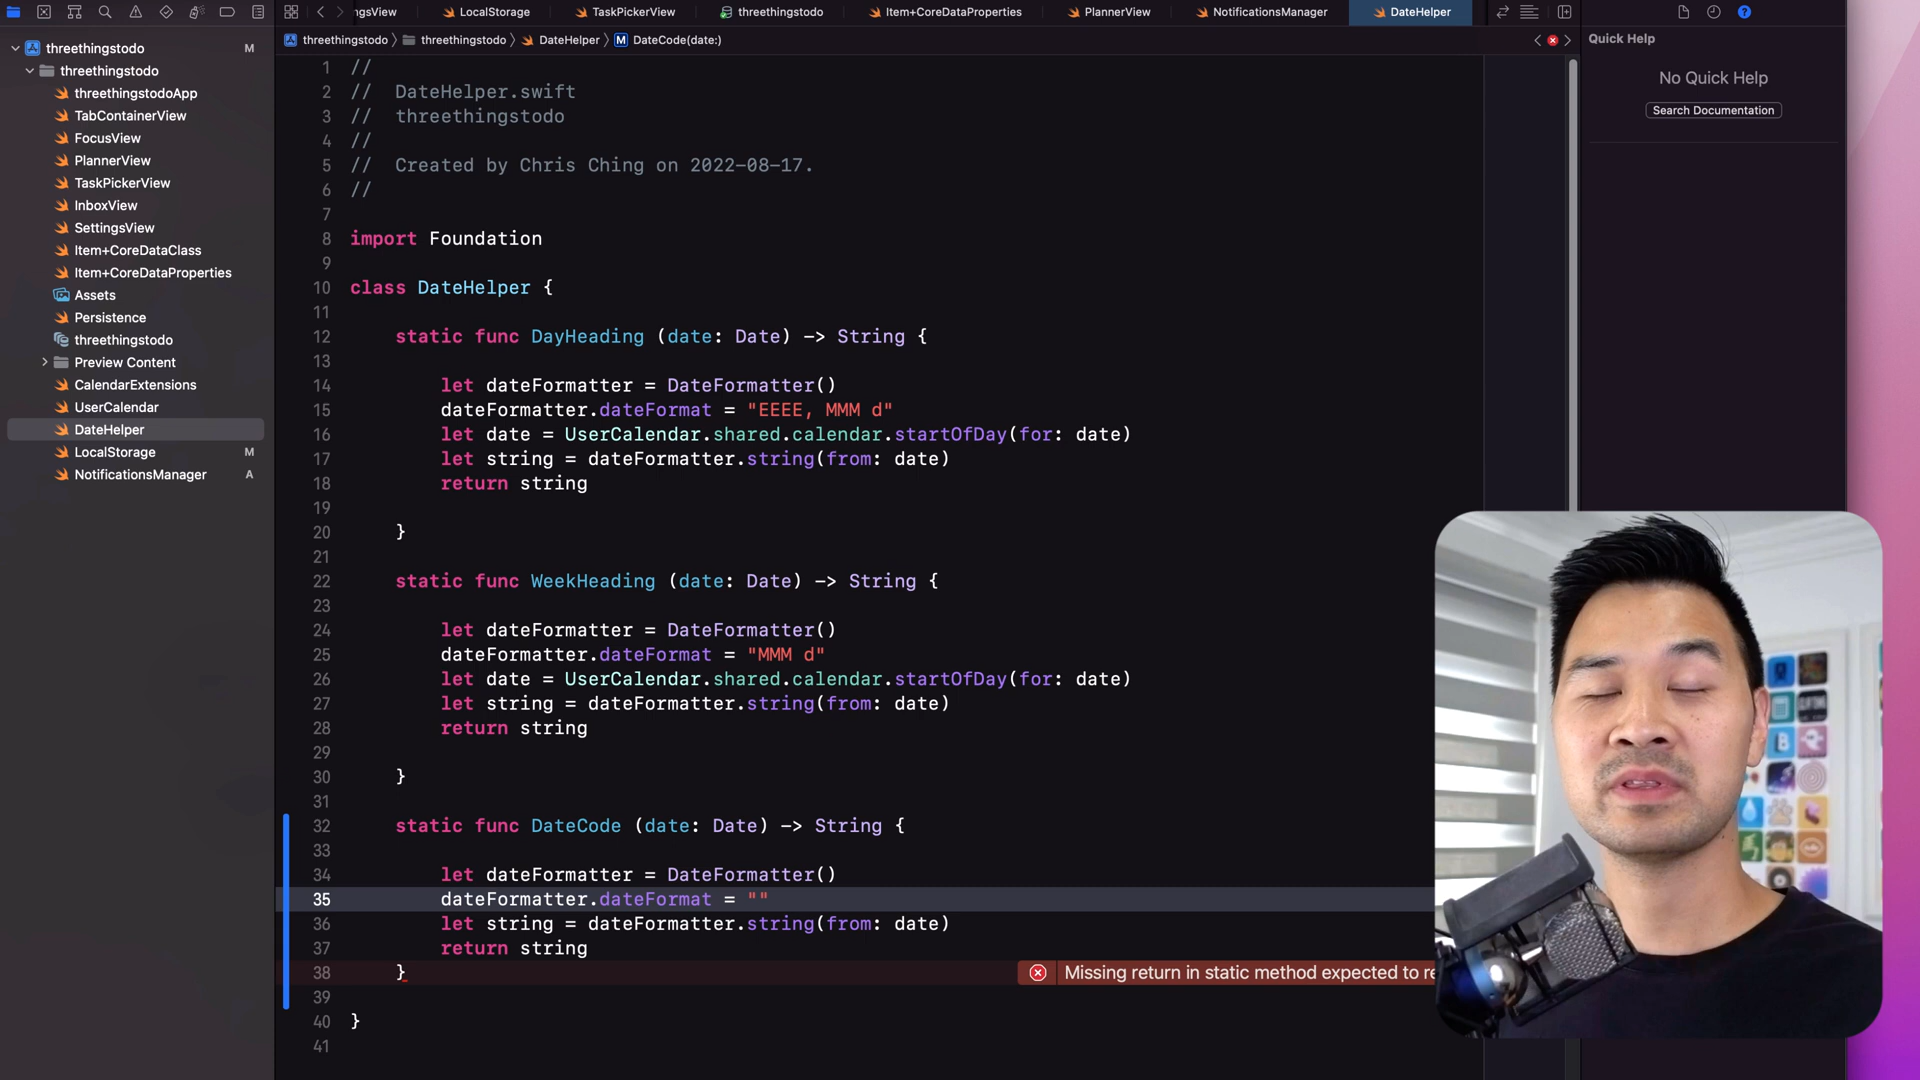 ngsView
LocalStorage
TaskPickerView
threethingstodo
Item+CoreDataProperties
PlannerView
NotificationsManager
DateHelper
threethingstodo M
threethingstodo
threethingstodoApp
TabContainerView
FocusView
PlannerView
TaskPickerView
InboxView
SettingsView
Item+CoreDataClass
Item+CoreDataProperties
Assets
Persistence
threethingstodo
Preview Content
CalendarExtensions
UserCalendar
DateHelper
LocalStorage M
NotificationsManager A
threethingstodo threethingstodo DateHelper M DateCode(date:)
1 //
2 // DateHelper.swift
3 // threethingstodo
4 //
5 // Created by Chris Ching on 2022-08-17.
6 //
7
8 import Foundation
9
10 class DateHelper {
11
12 static func DayHeading (date: Date) -> String {
13
14 let dateFormatter = DateFormatter()
15 dateFormatter.dateFormat = "EEEE, MMM d"
16 let date = UserCalendar.shared.calendar.startOfDay(for: date)
17 let string = dateFormatter.string(from: date)
18 return string
19
20 }
21
22 static func WeekHeading (date: Date) -> String {
23
24 let dateFormatter = DateFormatter()
25 dateFormatter.dateFormat = "MMM d"
26 let date = UserCalendar.shared.calendar.startOfDay(for: date)
27 let string = dateFormatter.string(from: date)
28 return string
29
30 }
31
32 static func DateCode (date: Date) -> String {
33
34 let dateFormatter = DateFormatter()
35 dateFormatter.dateFormat = ""
36 let string = dateFormatter.string(from: date)
37 return string
38 } Missing return in static method expected to re
39
40 }
41
Quick Help
No Quick Help
Search Documentation